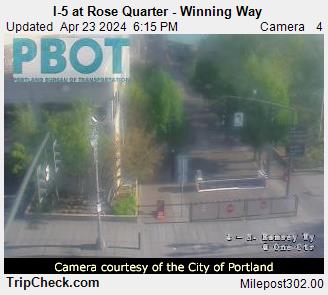 I-5 at Rose Quarter - Winning Way
Updated Apr 23 2024 6:15 PM Camera 4
PBOT
PORTLAND BUREAU OF TRANSPORTATION
Camera courtesy of the City of Portland
TripCheck.com Milepost302.00